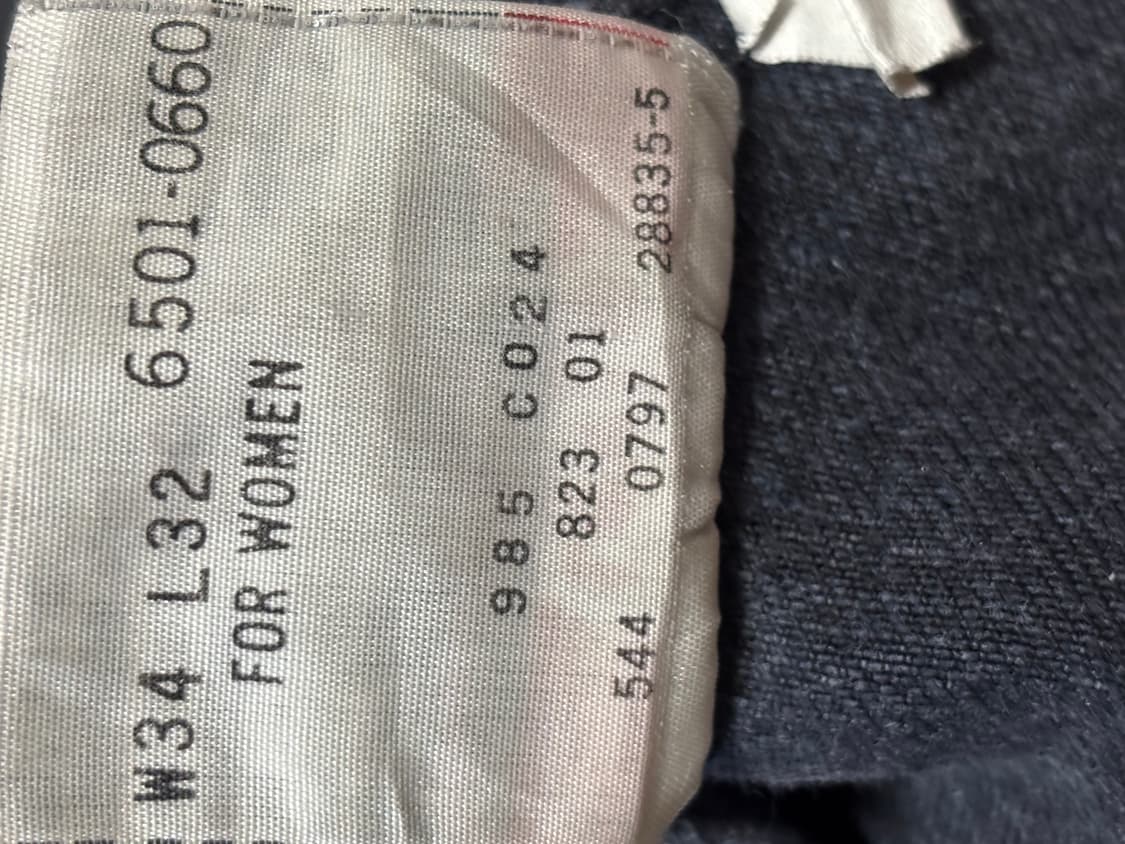 W34 L32 6501-0660
FOR WOMEN
985 C024
823 01
544 0797 28835-5